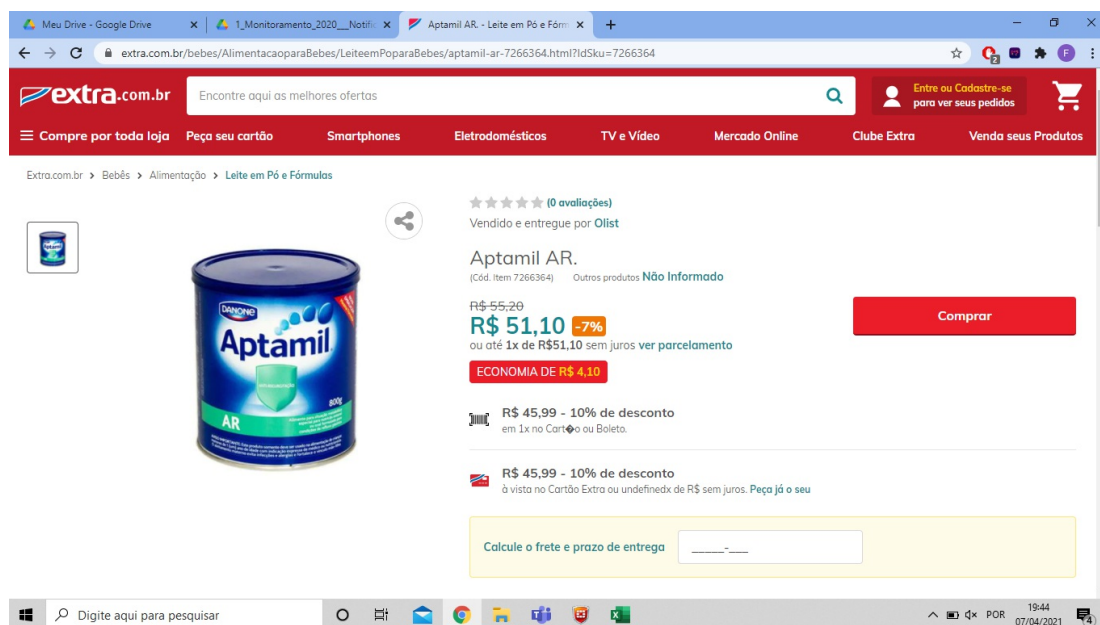 Meu Drive - Google Drive
1_Monitoramento_2020__Notific
Aptamil AR. - Leite em Pó e Fórm
extra.com.br/bebes/AlimentacaoparaBebes/LeiteemPoparaBebes/aptamil-ar-7266364.html?IdSku=7266364
2
F
extra.com.br
Encontre aqui as melhores ofertas
Entre ou Cadastre-se
para ver seus pedidos
Compre por toda loja Peça seu cartão Smartphones Eletrodomésticos TV e Vídeo Mercado Online Clube Extra Venda seus Produtos
Extra.com.br > Bebês > Alimentação > Leite em Pó e Fórmulas
(0 avaliações)
Vendido e entregue por Olist
Aptamil AR.
(Cód. Item 7266364) Outros produtos Não Informado
R$ 55,20
R$ 51,10 -7%
ou até 1x de R$51,10 sem juros ver parcelamento
ECONOMIA DE R$ 4,10
Comprar
R$ 45,99 - 10% de desconto
em 1x no Cart�o ou Boleto.
R$ 45,99 - 10% de desconto
à vista no Cartão Extra ou undefinedx de R$ sem juros. Peça já o seu
Calcule o frete e prazo de entrega _____-___
DANONE
Aptamil
800g
AR
Digite aqui para pesquisar
POR
19:44
07/04/2021
4